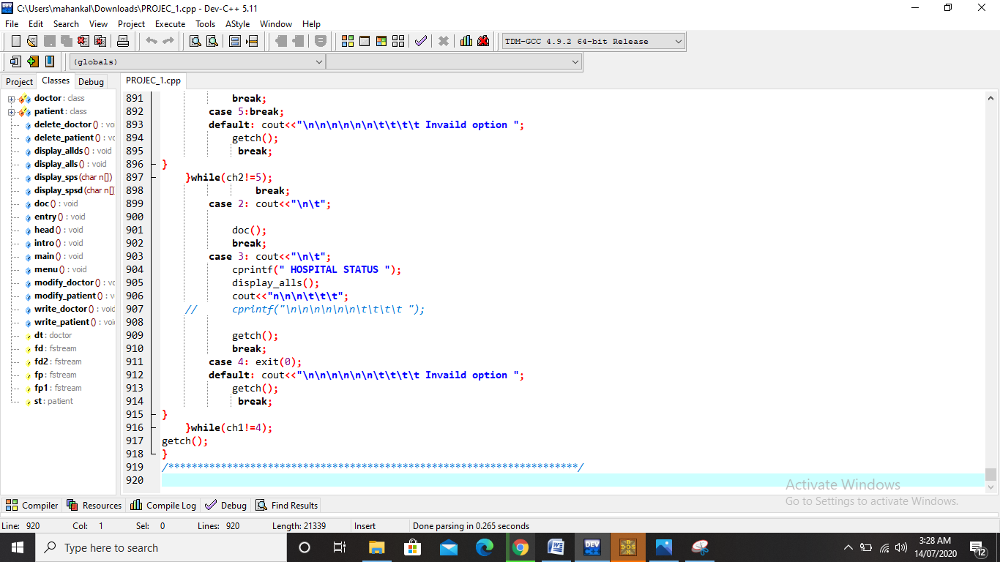 C:\Users\mahankal\Downloads\PROJEC_1.cpp - Dev-C++ 5.11
File Edit Search View Project Execute Tools AStyle Window Help
TDM-GCC 4.9.2 64-bit Release
(globals)
Project Classes Debug
PROJEC_1.cpp
doctor : class
patient : class
delete_doctor () : vo
delete_patient () : vc
display_allds () : void
display_alls () : void
display_sps (char n[])
display_spsd (char n[]
doc () : void
entry () : void
head () : void
intro () : void
main () : void
menu () : void
modify_doctor () : vc
modify_patient () : v
write_doctor () : voic
write_patient () : voi
dt : doctor
fd : fstream
fd2 : fstream
fp : fstream
fp1 : fstream
st : patient
891 break;
892 case 5:break;
893 default: cout<<"\n\n\n\n\n\n\t\t\t\t Invaild option ";
894 getch();
895 break;
896 }
897 }while(ch2!=5);
898 break;
899 case 2: cout<<"\n\t";
900
901 doc();
902 break;
903 case 3: cout<<"\n\t";
904 cprintf(" HOSPITAL STATUS ");
905 display_alls();
906 cout<<"n\n\n\t\t\t";
907 // cprintf("\n\n\n\n\n\n\t\t\t\t ");
908
909 getch();
910 break;
911 case 4: exit(0);
912 default: cout<<"\n\n\n\n\n\n\t\t\t\t Invaild option ";
913 getch();
914 break;
915 }
916 }while(ch1!=4);
917 getch();
918 }
919 /**********************************************************************/
920
Activate Windows
Go to Settings to activate Windows.
Compiler Resources Compile Log Debug Find Results
Line: 920 Col: 1 Sel: 0 Lines: 920 Length: 21339 Insert Done parsing in 0.265 seconds
Type here to search
DEV
DOS
3:28 AM
14/07/2020
12